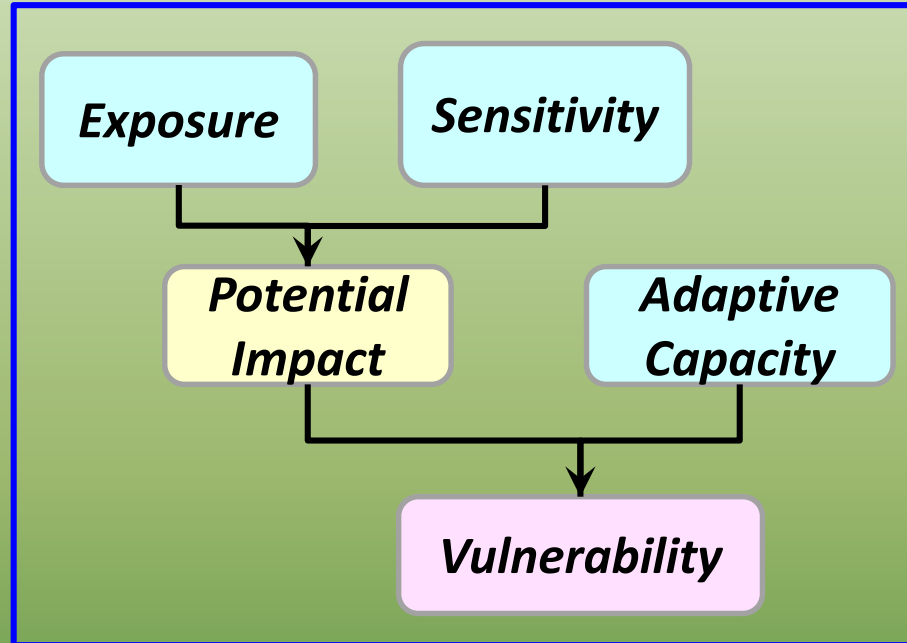 Exposure
Sensitivity
Potential
Impact
Adaptive
Capacity
Vulnerability